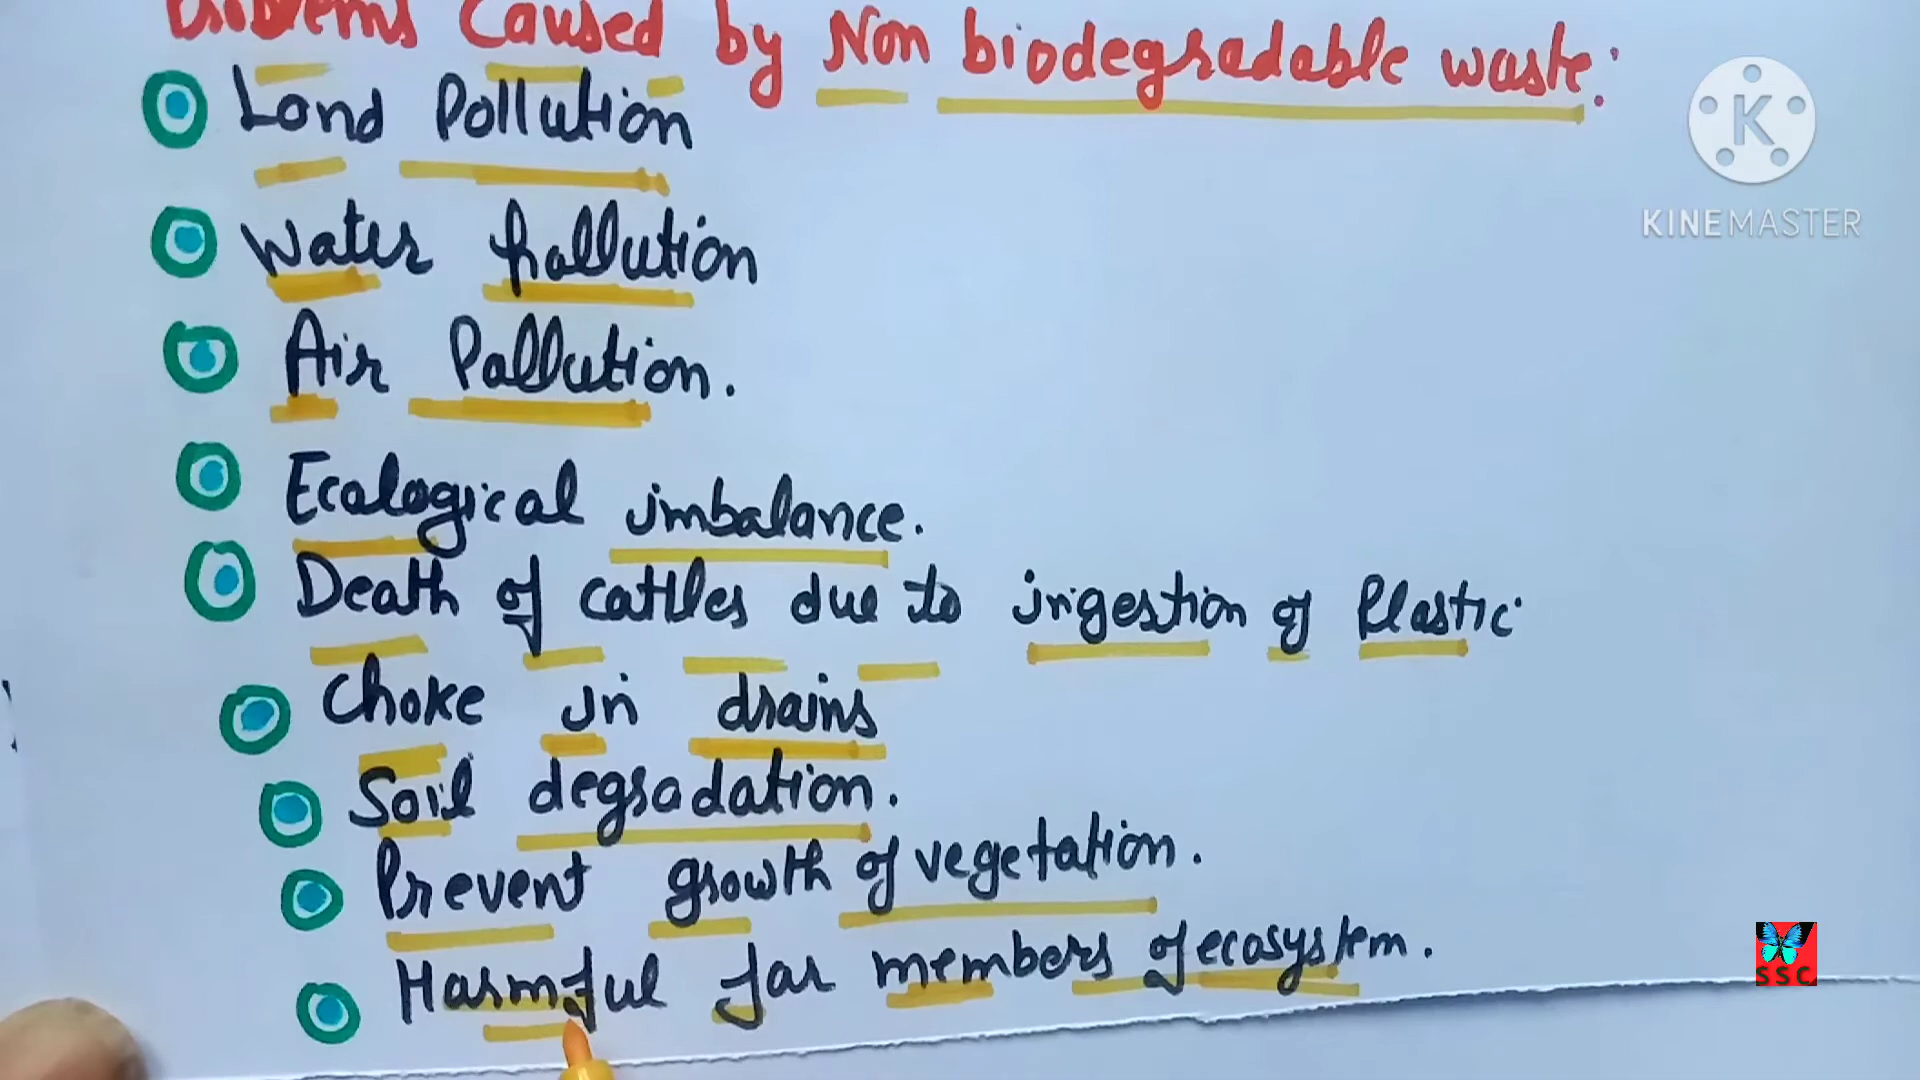 Problems Caused by Non biodegradable waste:
Land Pollution
Water pollution
Air Pollution.
Ecological imbalance.
Death of cattles due to ingestion of Plastic.
Choke in drains
Soil degradation.
Prevent growth of vegetation.
Harmful for members of ecosystem.
K
KINEMASTER
SSC